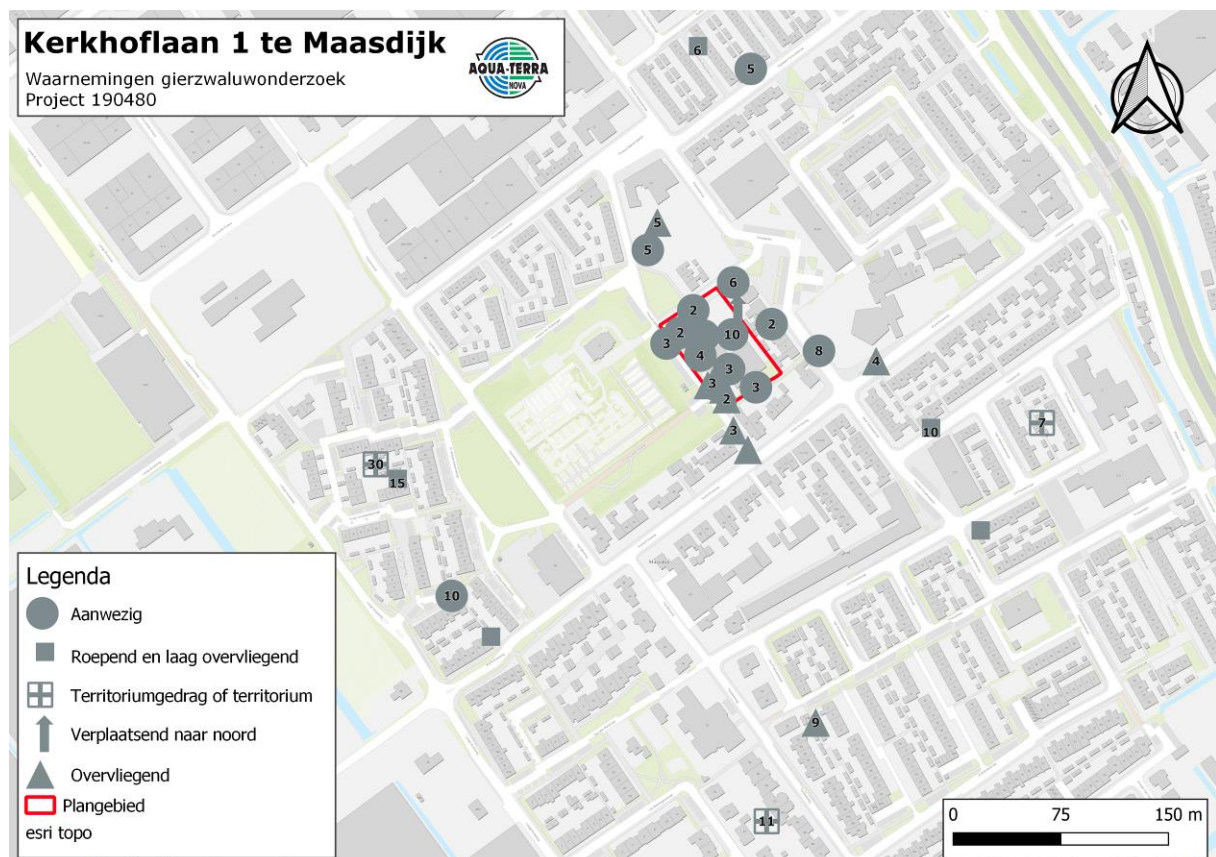 Kerkhoflaan 1 te Maasdijk
Waarnemingen gierzwaluwonderzoek
Project 190480
AQUA-TERRA
NOVA
6
5
5
5
6
2
2
10
2
3
4
8
4
3
3
3
2
3
10
7
30
15
10
9
11
Legenda
Aanwezig
Roepend en laag overvliegend
Territoriumgedrag of territorium
Verplaatsend naar noord
Overvliegend
Plangebied
esri topo
0 75 150 m